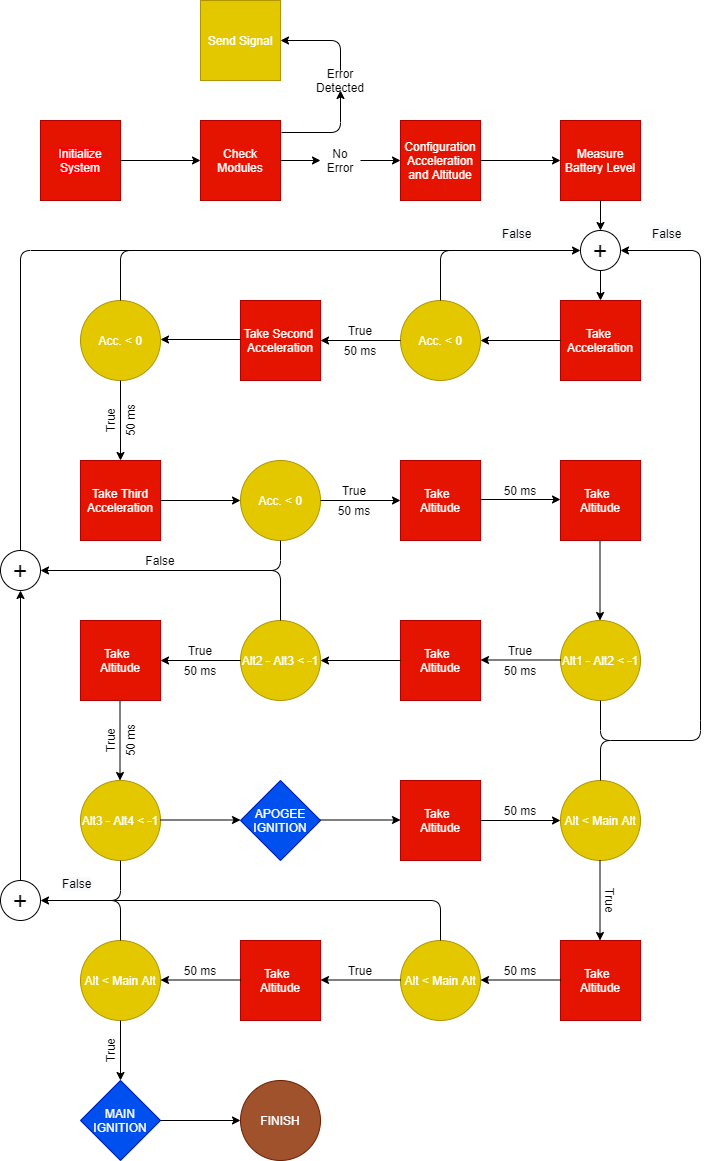 Send Signal
Error
Detected
Initialize
System
Check
Modules
No
Error
Configuration
Acceleration
and Altitude
Measure
Battery Level
False
+
False
Acc. < 0
Take Second
Acceleration
True
50 ms
Acc. < 0
Take
Acceleration
True
50 ms
Take Third
Acceleration
Acc. < 0
True
50 ms
Take
Altitude
50 ms
Take
Altitude
+
False
Take
Altitude
True
50 ms
Alt2 - Alt3 < -1
Take
Altitude
True
50 ms
Alt1 - Alt2 < -1
True
50 ms
Alt3 - Alt4 < -1
APOGEE
IGNITION
Take
Altitude
50 ms
Alt < Main Alt
+
False
True
Alt < Main Alt
50 ms
Take
Altitude
True
Alt < Main Alt
50 ms
Take
Altitude
True
MAIN
IGNITION
FINISH